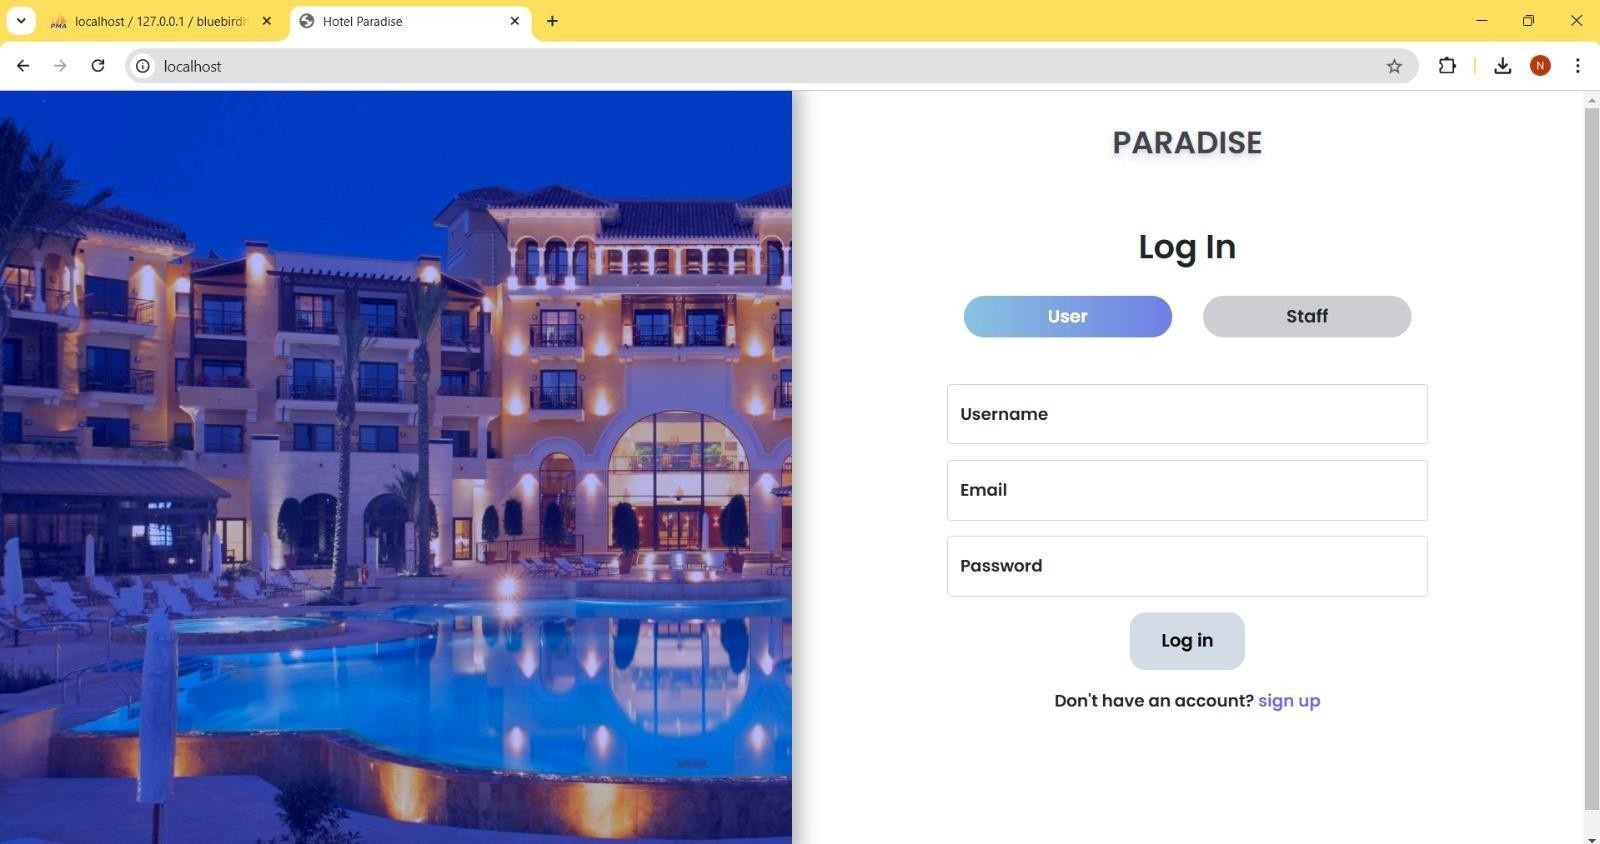 localhost / 127.0.0.1 / bluebirdh
Hotel Paradise
localhost
N
PARADISE
Log In
User
Staff
Username
Email
Password
Log in
Don't have an account? sign up